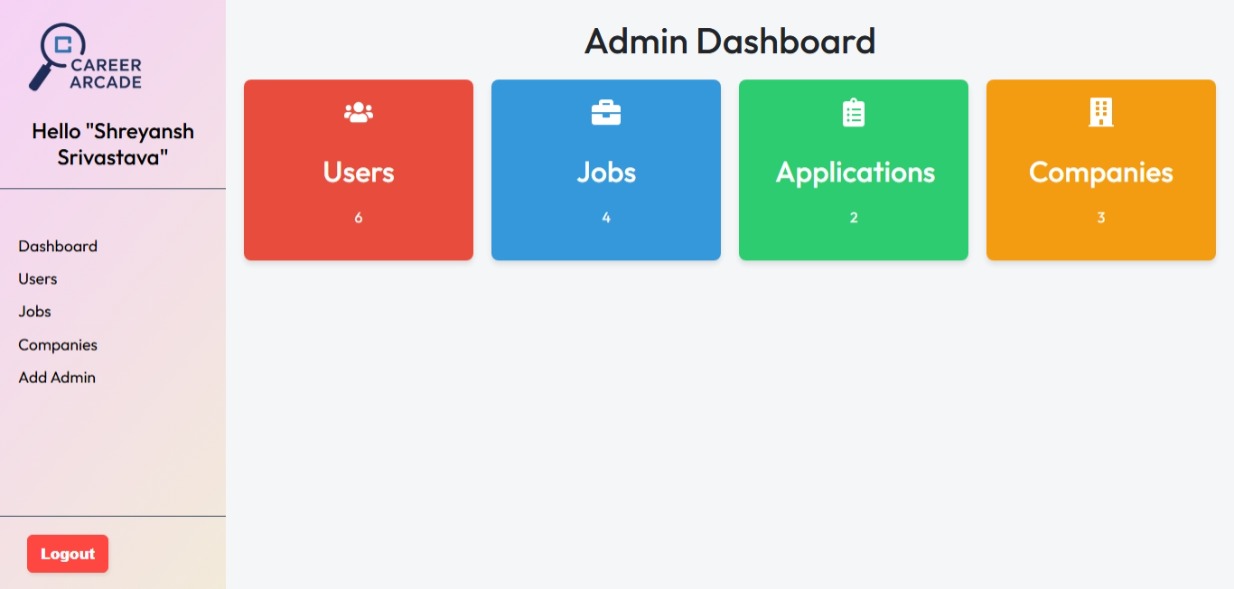 CAREER
ARCADE
Hello "Shreyansh
Srivastava"
Dashboard
Users
Jobs
Companies
Add Admin
Logout
Admin Dashboard
Users
6
Jobs
4
Applications
2
Companies
3